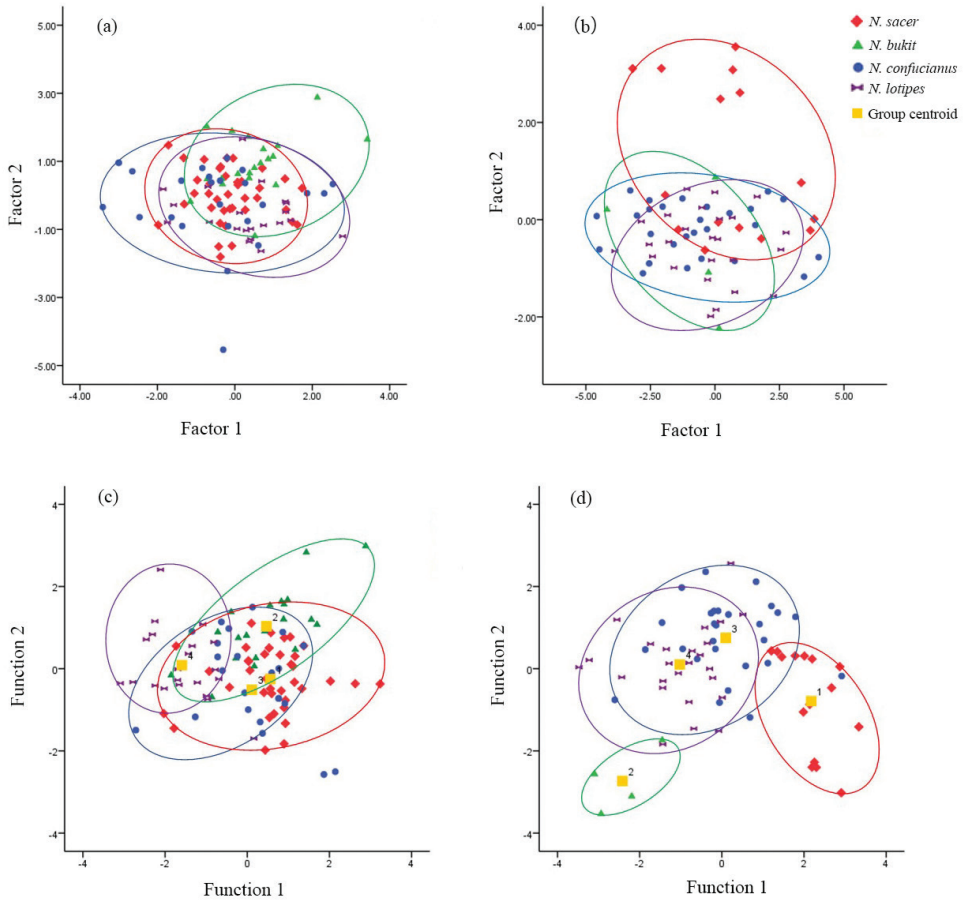 (a)
5.00
3.00
1.00
-1.00
-3.00
-5.00
Factor 2
-4.00
-2.00
.00
2.00
4.00
Factor 1
(b)
4.00
2.00
0.00
-2.00
Factor 2
-5.00
-2.50
0.00
2.50
5.00
Factor 1
N. sacer
N. bukit
N. confucianus
N. lotipes
Group centroid
(c)
4
2
0
-2
-4
Function 2
2
4
3
1
-4
-2
0
2
4
Function 1
(d)
4
2
0
-2
-4
Function 2
3
4
1
2
-4
-2
0
2
4
Function 1